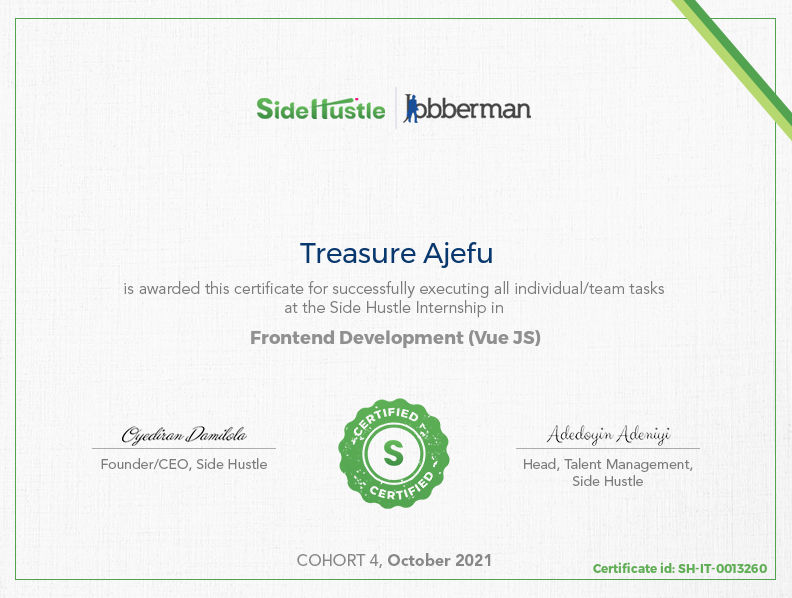 SideHustle | Jobberman
Treasure Ajefu
is awarded this certificate for successfully executing all individual/team tasks
at the Side Hustle Internship in
Frontend Development (Vue JS)
Oyediran Damilola
Founder/CEO, Side Hustle
CERTIFIED
S
CERTIFIED
Adedoyin Adeniyi
Head, Talent Management,
Side Hustle
COHORT 4, October 2021
Certificate id: SH-IT-0013260